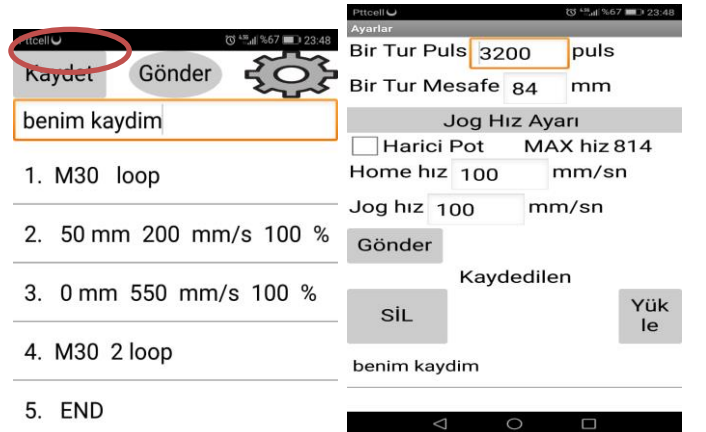 Pttcell %67 23:48
Kaydet Gönder
benim kaydim
1. M30 loop
2. 50 mm 200 mm/s 100 %
3. 0 mm 550 mm/s 100 %
4. M30 2 loop
5. END
Pttcell %67 23:48
Ayarlar
Bir Tur Puls 3200 puls
Bir Tur Mesafe 84 mm
Jog Hız Ayarı
Harici Pot MAX hiz 814
Home hız 100 mm/sn
Jog hız 100 mm/sn
Gönder
Kaydedilen
SİL
Yük
le
benim kaydim